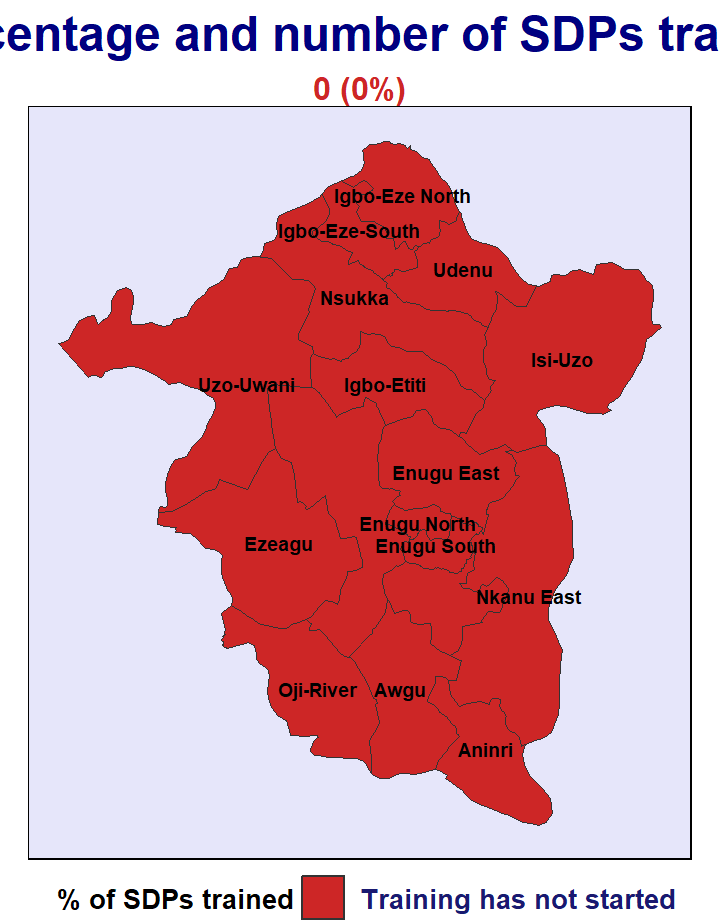 centage and number of SDPs tra
0 (0%)
Igbo-Eze North
Igbo-Eze-South
Udenu
Nsukka
Isi-Uzo
Uzo-Uwani
Igbo-Etiti
Enugu East
Enugu North
Ezeagu
Enugu South
Nkanu East
Oji-River
Awgu
Aninri
% of SDPs trained
Training has not started